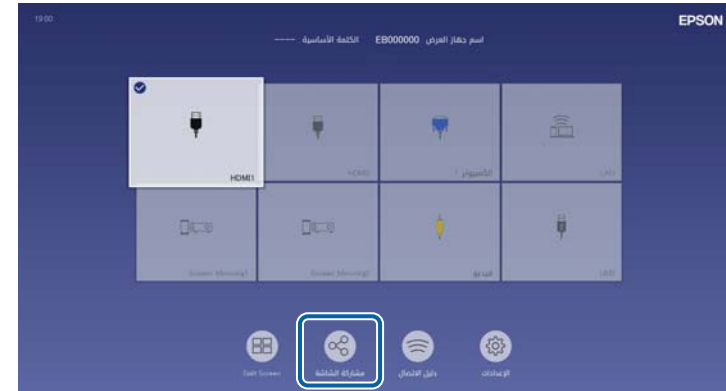 19:00
EPSON
اسم جهاز العرض EB000000 الكلمة الأساسية ----
HDMI1
HDMI2
الكمبيوتر 1
LAN
Screen Mirroring1
Screen Mirroring2
فيديو
USB
Split Screen
مشاركة الشاشة
دليل الاتصال
الإعدادات